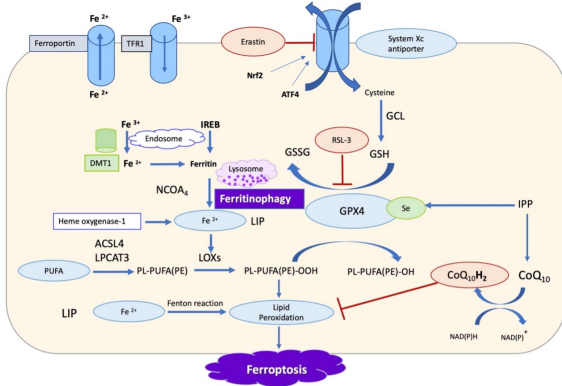 Fe 2+
Fe 3+
Ferroportin
TFR1
Fe 2+
Erastin
System Xc
antiporter
Nrf2
ATF4
Cysteine
GCL
Fe 3+
IREB
Endosome
DMT1
Fe 2+
Ferritin
Lysosome
GSSG
RSL-3
GSH
NCOA4
Ferritinophagy
GPX4
Se
IPP
Heme oxygenase-1
Fe 2+
LIP
ACSL4
LPCAT3
LOXs
PUFA
PL-PUFA(PE)
PL-PUFA(PE)-OOH
PL-PUFA(PE)-OH
CoQ10H2
CoQ10
LIP
Fe 2+
Fenton reaction
Lipid
Peroxidation
NAD(P)H
NAD(P)+
Ferroptosis